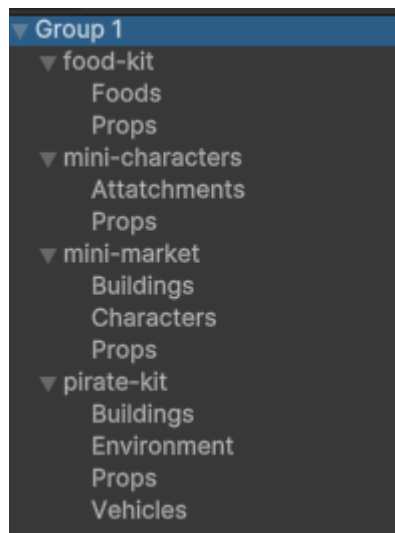 Group 1
food-kit
Foods
Props
mini-characters
Attatchments
Props
mini-market
Buildings
Characters
Props
pirate-kit
Buildings
Environment
Props
Vehicles